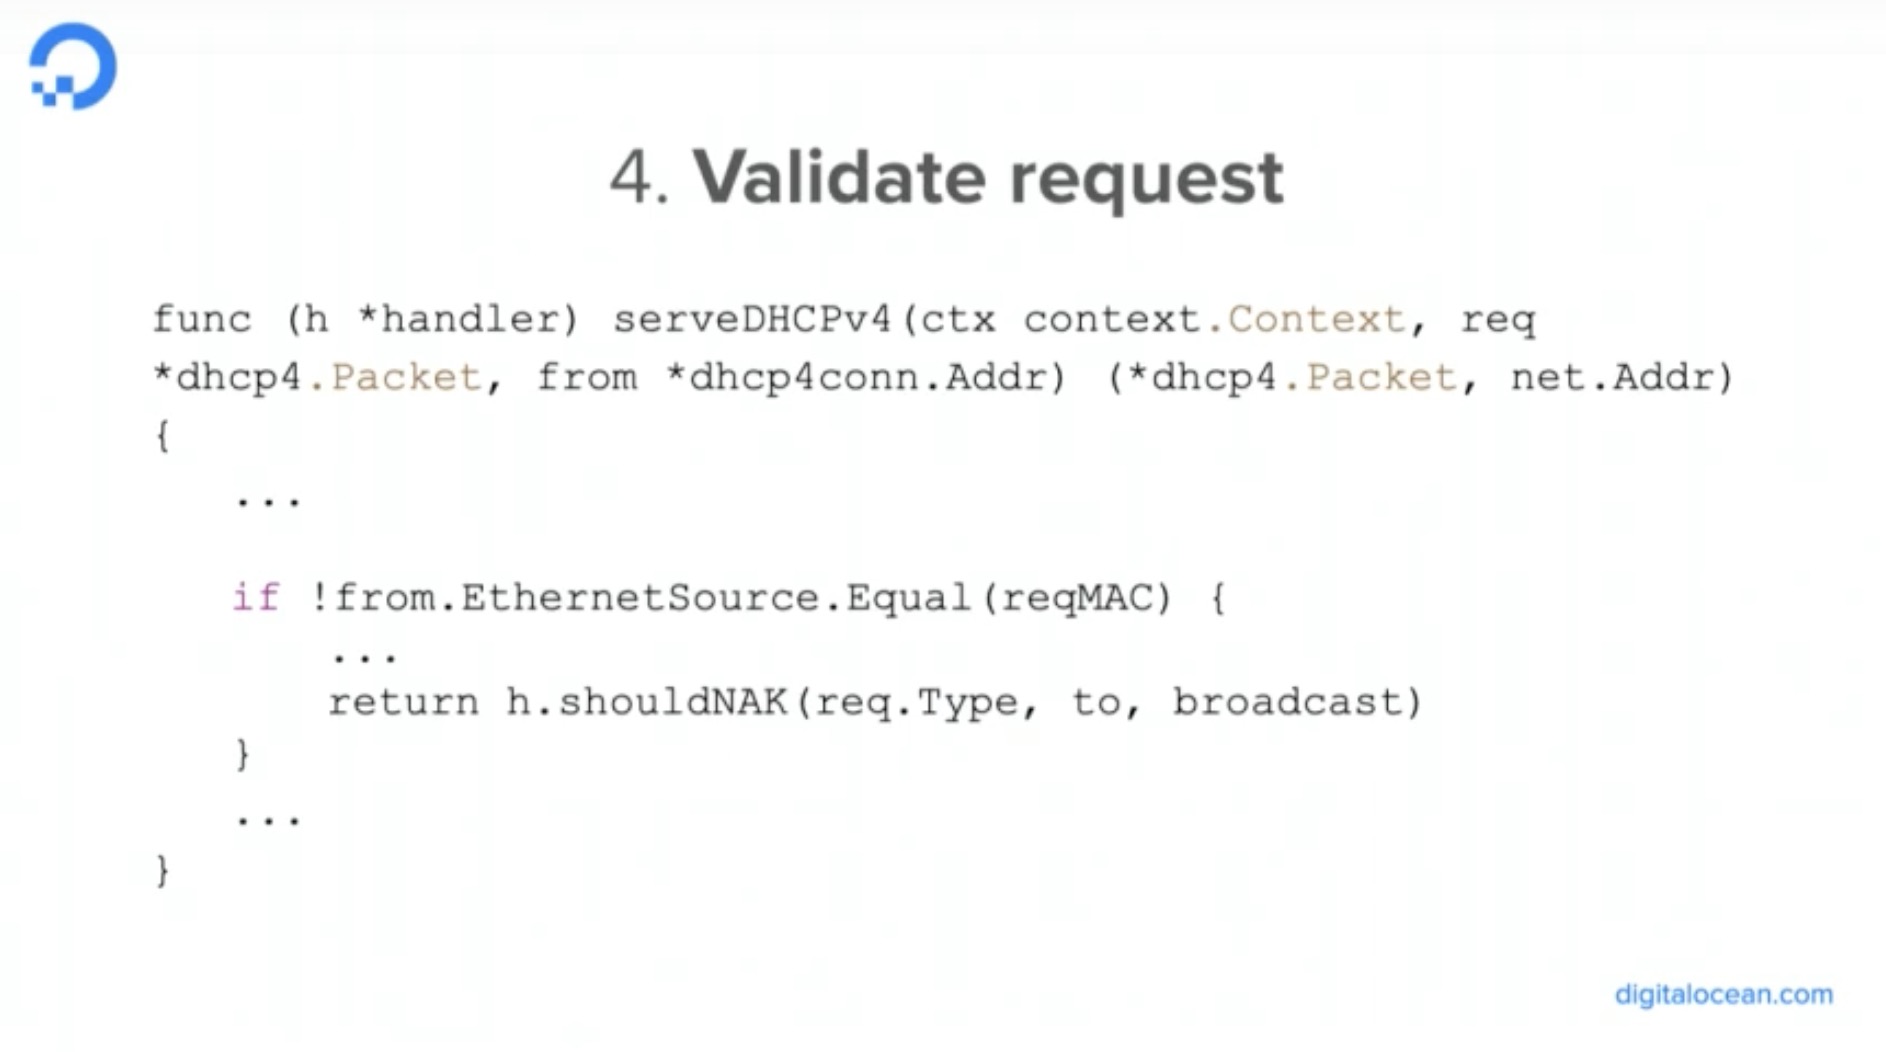 4. Validate request
func (h *handler) serveDHCPv4(ctx context.Context, req
*dhcp4.Packet, from *dhcp4conn.Addr) (*dhcp4.Packet, net.Addr)
{
...
if !from.EthernetSource.Equal(reqMAC) {
...
return h.shouldNAK(req.Type, to, broadcast)
}
...
}
digitalocean.com